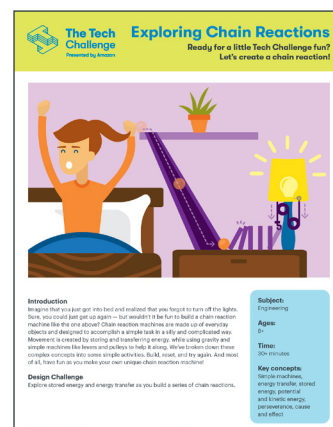 The Tech
Challenge
Presented by Amazon
Exploring Chain Reactions
Ready for a little Tech Challenge fun?
Let's create a chain reaction!
Introduction
Imagine that you just got into bed and realized that you forgot to turn off the lights.
Sure, you could just get up again — but wouldn't it be fun to build a chain reaction
machine like the one above? Chain reaction machines are made up of everyday
objects and designed to accomplish a simple task in a silly and complicated way.
Movement is created by storing and transferring energy, while using gravity and
simple machines like levers and pulleys to help it along. We've broken down these
complex concepts into some simple activities. Build, reset, and try again. And most
of all, have fun as you make your own unique chain reaction machine!
Design Challenge
Explore stored energy and energy transfer as you build a series of chain reactions.
Subject:
Engineering
Ages:
8+
Time:
30+ minutes
Key concepts:
Simple machines,
energy transfer, stored
energy, potential
and kinetic energy,
perseverance, cause
and effect